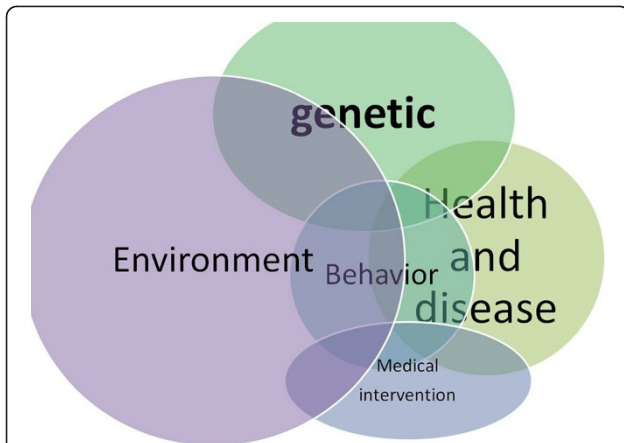 genetic
Health
and
disease
Environment
Behavior
Medical
intervention